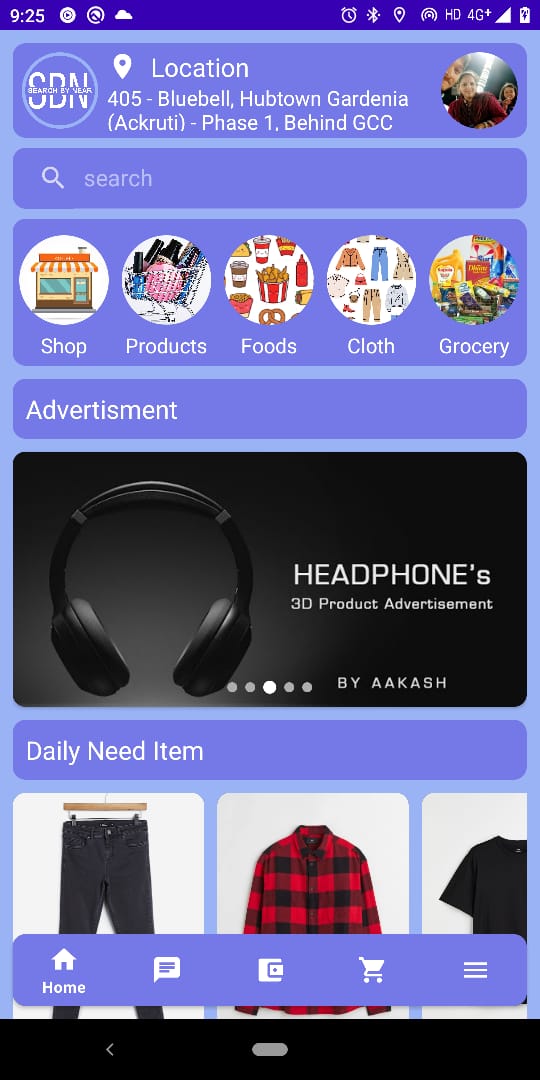 9:25
HD 4G+
Location
SDN
SEARCH BY NEAR
405 - Bluebell, Hubtown Gardenia
(Ackruti) - Phase 1, Behind GCC
search
Shop
Products
Foods
Cloth
Grocery
Advertisment
HEADPHONE's
3D Product Advertisement
BY AAKASH
Daily Need Item
Home